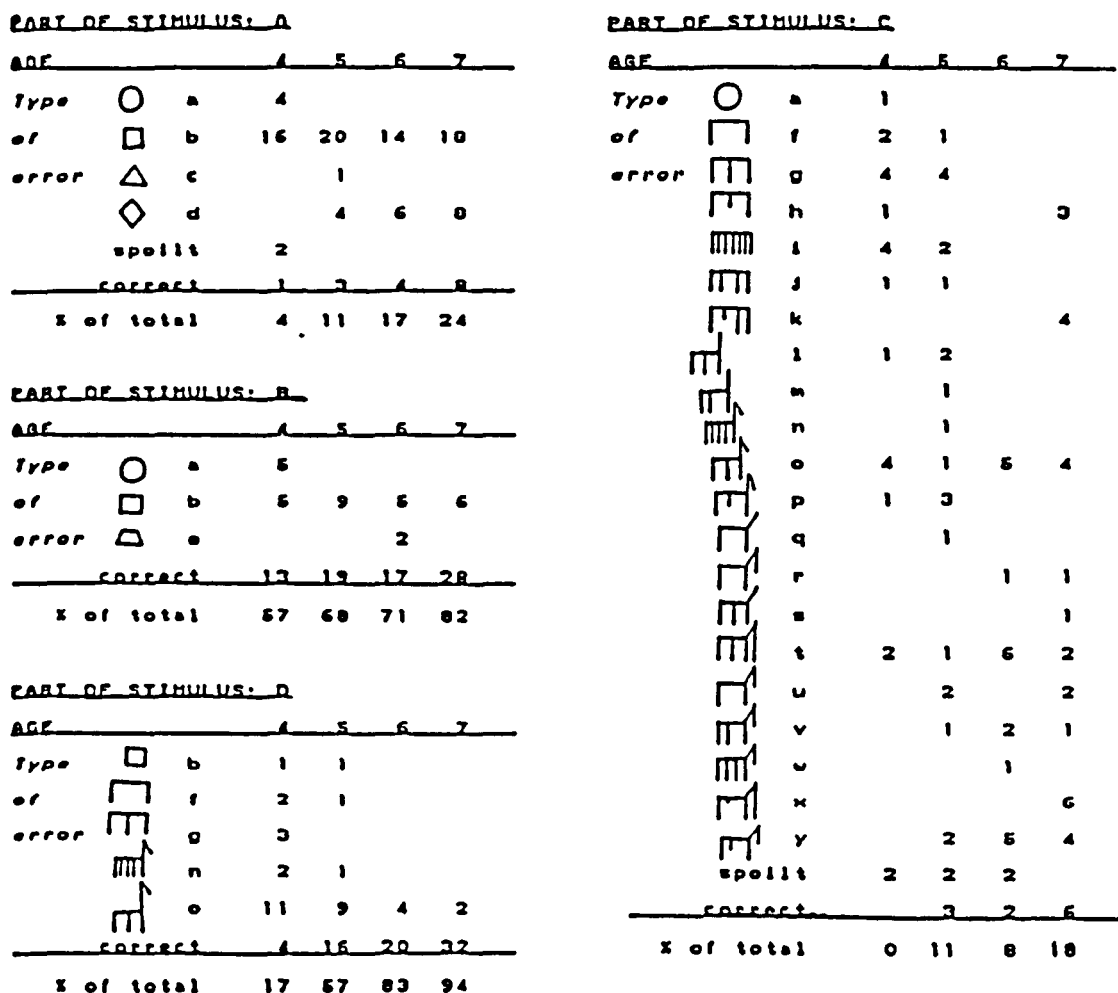 PART OF STIMULUS: A
AGE 4 5 6 7
Type a 4
of b 16 20 14 18
error c 1
d 4 6 8
spoilt 2
correct 1 3 4 8
% of total 4 11 17 24
PART OF STIMULUS: B
AGE 4 5 6 7
Type a 5
of b 5 9 5 6
error e 2
correct 13 19 17 28
% of total 57 68 71 82
PART OF STIMULUS: D
AGE 4 5 6 7
Type b 1 1
of f 2 1
error g 3
n 2 1
o 11 9 4 2
correct 4 16 20 32
% of total 17 57 83 94
PART OF STIMULUS: C
AGE 4 5 6 7
Type a 1
of f 2 1
error g 4 4
h 1 3
i 4 2
j 1 1
k 4
l 1 2
m 1
n 1
o 4 1 5 4
p 1 3
q 1
r 1 1
s 1
t 2 1 6 2
u 2 2
v 1 2 1
w 1
x 6
y 2 5 4
spoilt 2 2 2
correct 3 2 6
% of total 0 11 8 18